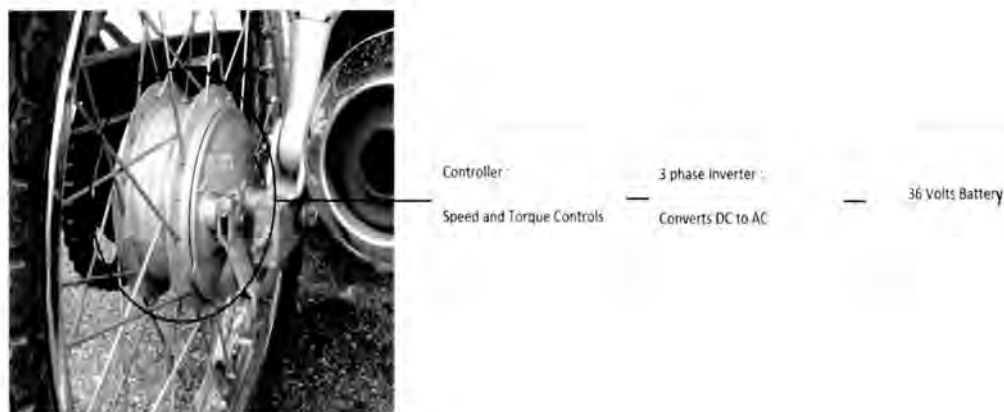 Controller :
Speed and Torque Controls
3 phase Inverter :
Converts DC to AC
36 Volts Battery